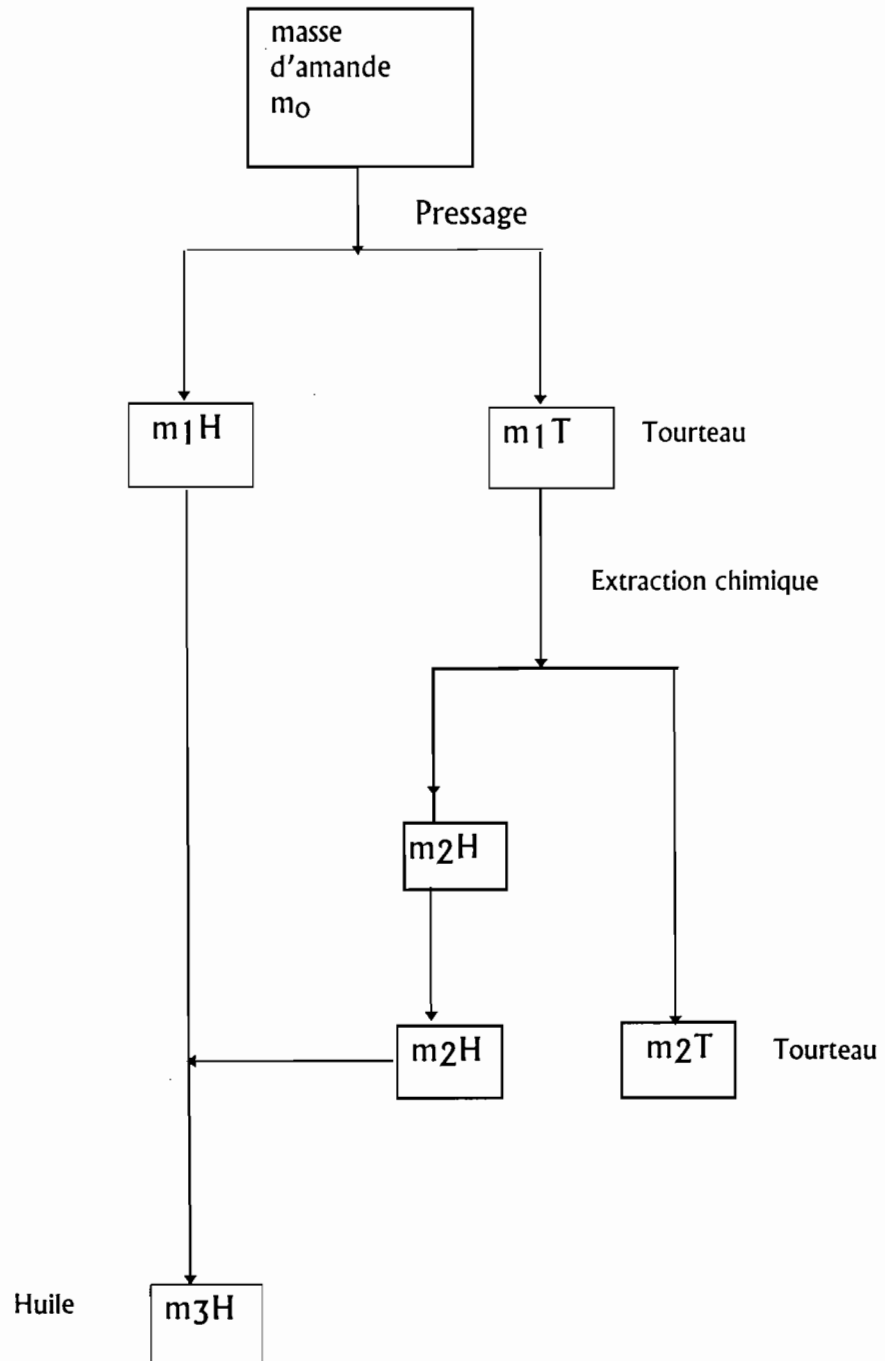 masse
d'amande
mo
Pressage
m1H
m1T
Tourteau
Extraction chimique
m2H
m2H
m2T
Tourteau
Huile
m3H